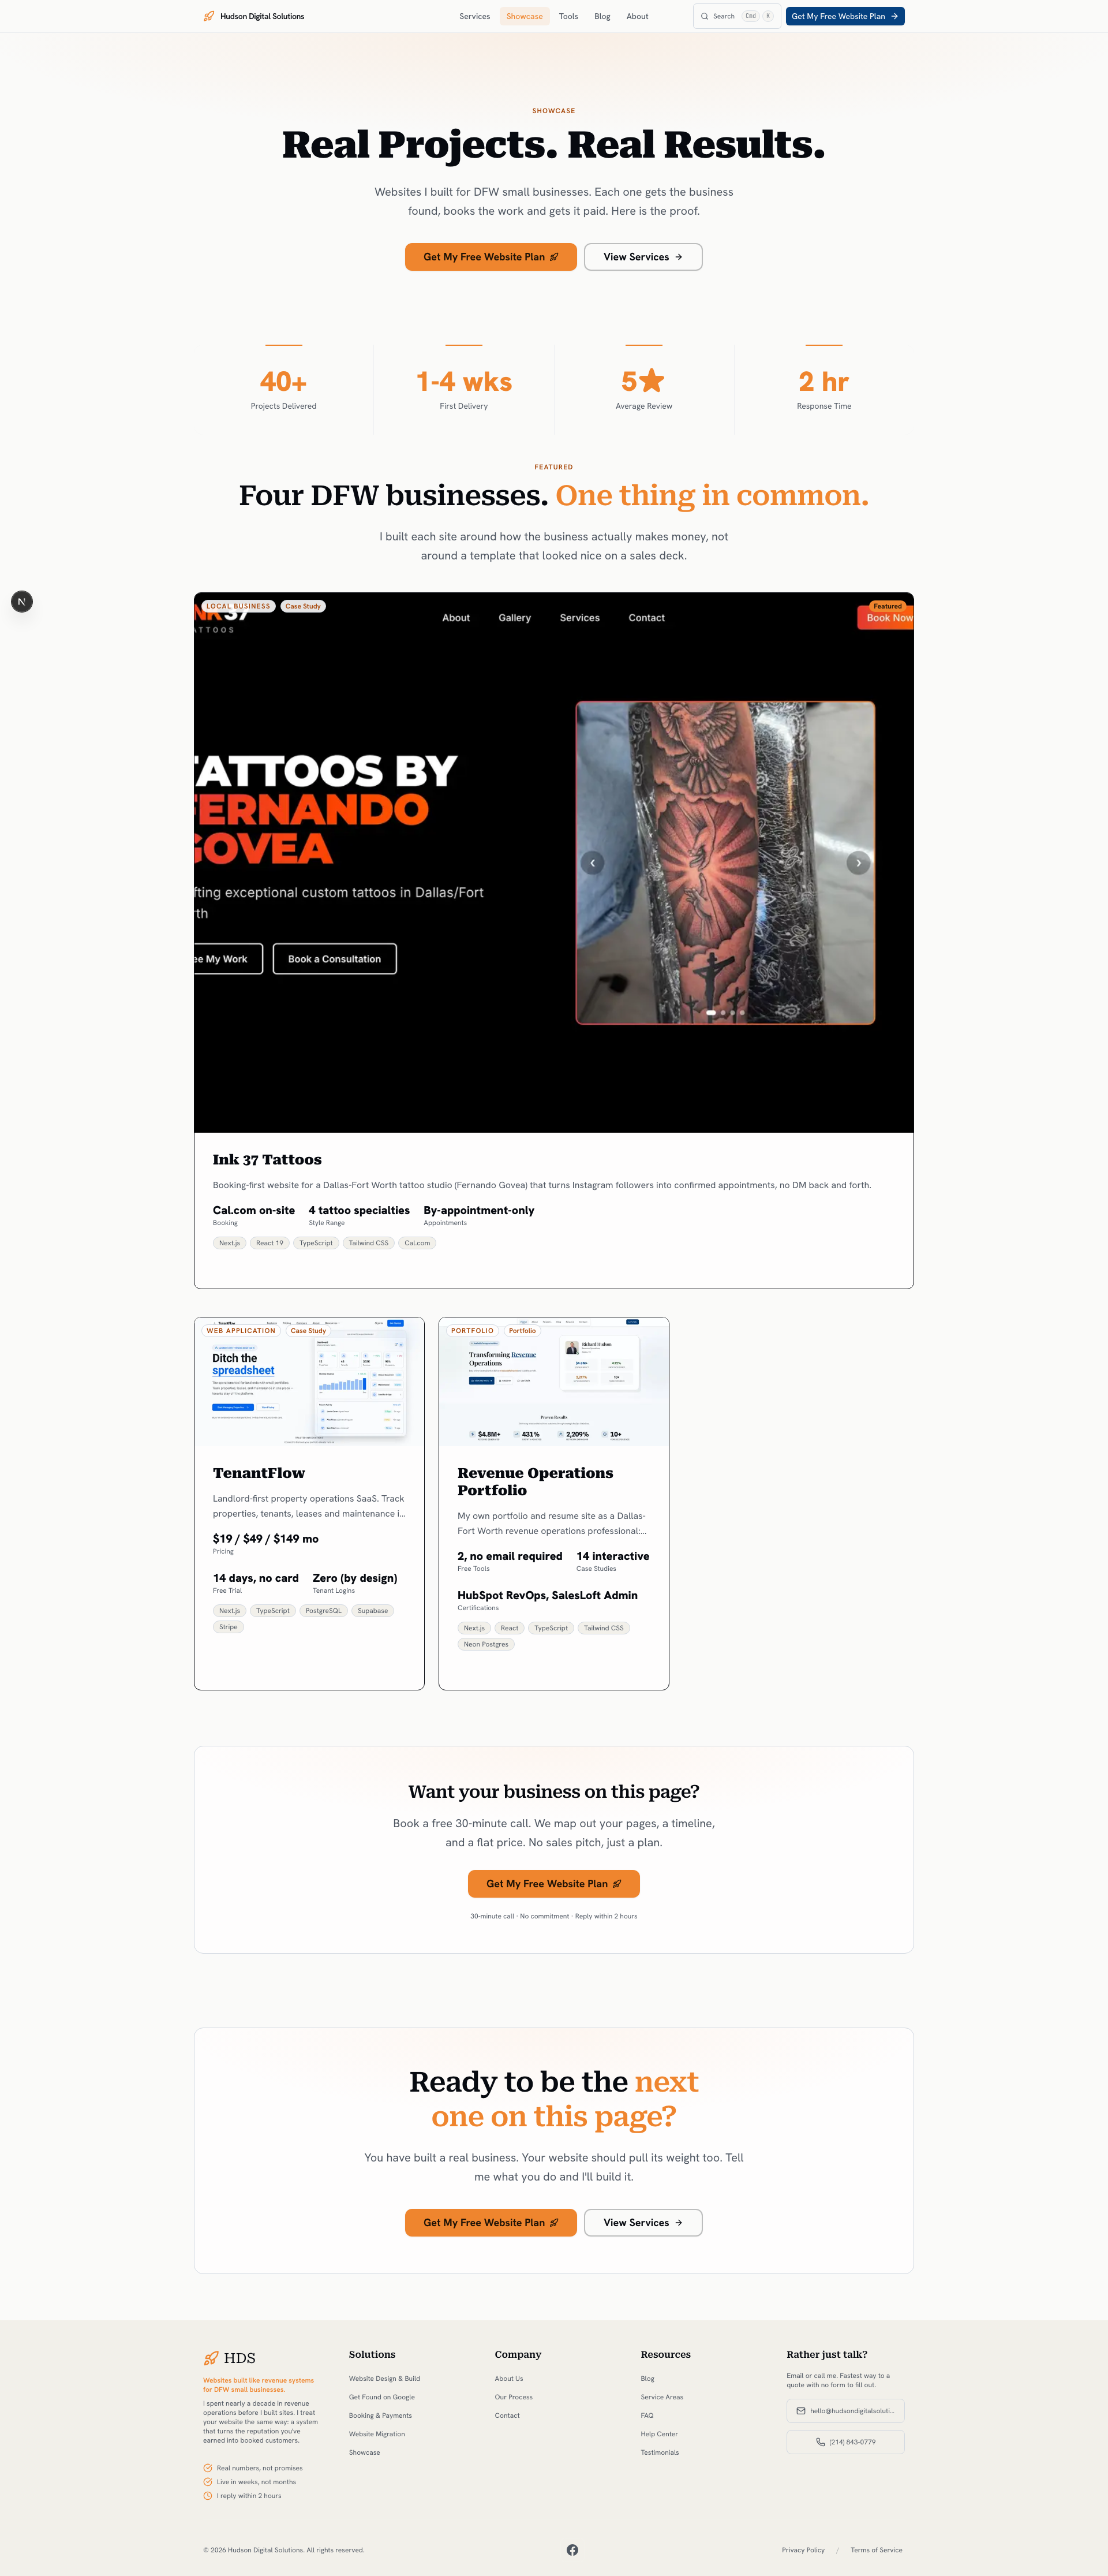 Hudson Digital Solutions
Services
Showcase
Tools
Blog
About
Search
Cmd
K
Get My Free Website Plan
SHOWCASE
Real Projects. Real Results.
Websites I built for DFW small businesses. Each one gets the business
found, books the work and gets it paid. Here is the proof.
Get My Free Website Plan
View Services
40+
Projects Delivered
1-4 wks
First Delivery
5★
Average Review
2 hr
Response Time
FEATURED
Four DFW businesses. One thing in common.
I built each site around how the business actually makes money, not
around a template that looked nice on a sales deck.
N
LOCAL BUSINESS
Case Study
Featured
ATTOOS
About
Gallery
Services
Contact
Book Now
ATTOOS BY
ERNANDO
GOVEA
fting exceptional custom tattoos in Dallas/Fort
rth
ee My Work
Book a Consultation
Ink 37 Tattoos
Booking-first website for a Dallas-Fort Worth tattoo studio (Fernando Govea) that turns Instagram followers into confirmed appointments, no DM back and forth.
Cal.com on-site
Booking
4 tattoo specialties
Style Range
By-appointment-only
Appointments
Next.js
React 19
TypeScript
Tailwind CSS
Cal.com
WEB APPLICATION
Case Study
Ditch the
spreadsheet
TenantFlow
Landlord-first property operations SaaS. Track
properties, tenants, leases and maintenance i...
$19 / $49 / $149 mo
Pricing
14 days, no card
Free Trial
Zero (by design)
Tenant Logins
Next.js
TypeScript
PostgreSQL
Supabase
Stripe
PORTFOLIO
Portfolio
Transforming Revenue
Operations
Richard Hudson
Proven Results
$4.8M+
431%
2,209%
10+
Revenue Operations
Portfolio
My own portfolio and resume site as a Dallas-
Fort Worth revenue operations professional:...
2, no email required
Free Tools
14 interactive
Case Studies
HubSpot RevOps, SalesLoft Admin
Certifications
Next.js
React
TypeScript
Tailwind CSS
Neon Postgres
Want your business on this page?
Book a free 30-minute call. We map out your pages, a timeline,
and a flat price. No sales pitch, just a plan.
Get My Free Website Plan
30-minute call · No commitment · Reply within 2 hours
Ready to be the next
one on this page?
You have built a real business. Your website should pull its weight too. Tell
me what you do and I'll build it.
Get My Free Website Plan
View Services
HDS
Websites built like revenue systems
for DFW small businesses.
I spent nearly a decade in revenue
operations before I built sites. I treat
your website the same way: a system
that turns the reputation you've
earned into booked customers.
Real numbers, not promises
Live in weeks, not months
I reply within 2 hours
Solutions
Website Design & Build
Get Found on Google
Booking & Payments
Website Migration
Showcase
Company
About Us
Our Process
Contact
Resources
Blog
Service Areas
FAQ
Help Center
Testimonials
Rather just talk?
Email or call me. Fastest way to a
quote with no form to fill out.
hello@hudsondigitalsoluti...
(214) 843-0779
© 2026 Hudson Digital Solutions. All rights reserved.
Privacy Policy
/
Terms of Service